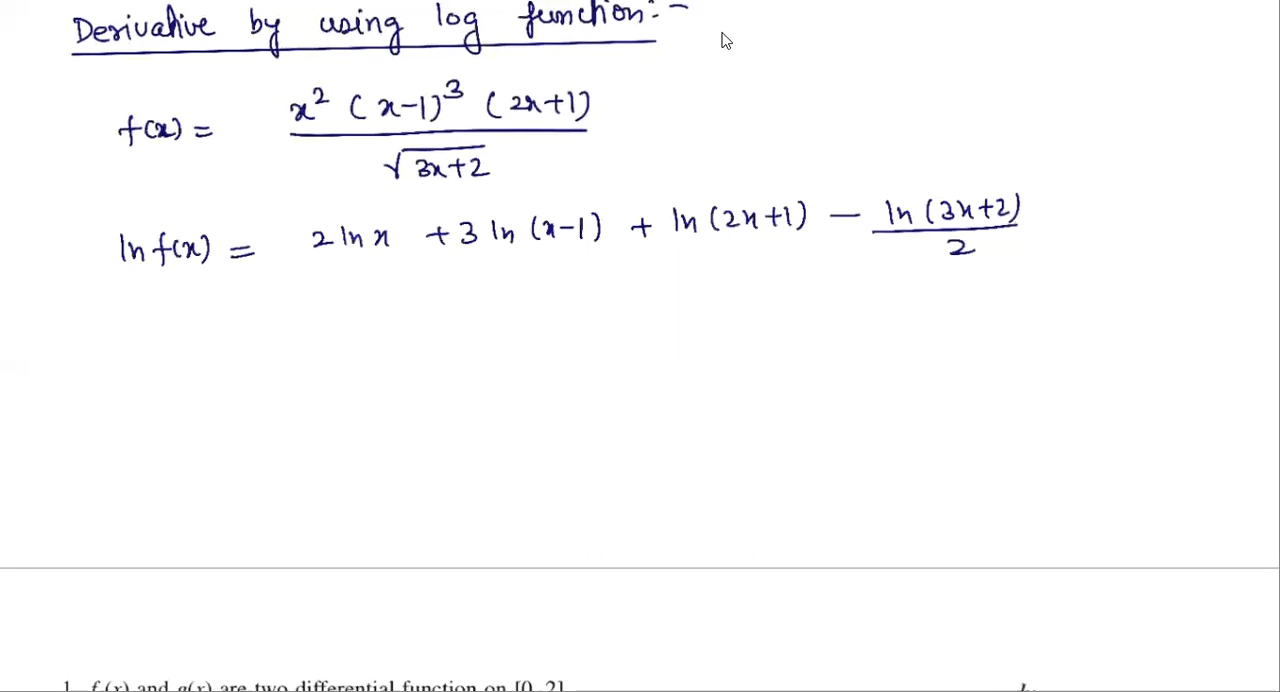 Derivative by using log function:-
f(x) = x² (x-1)³ (2x+1) / √3x+2
ln f(x) = 2 ln x + 3 ln (x-1) + ln (2x+1) - ln (3x+2) / 2
1. f (x) and g(x) are two differential function on [0, 2]